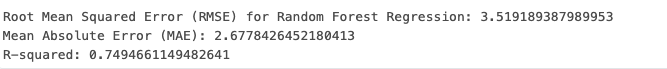 Root Mean Squared Error (RMSE) for Random Forest Regression: 3.519189387989953
Mean Absolute Error (MAE): 2.6778426452180413
R-squared: 0.7494661149482641